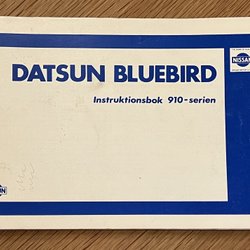 DATSUN BLUEBIRD
Instruktionsbok 910-serien
NISSAN